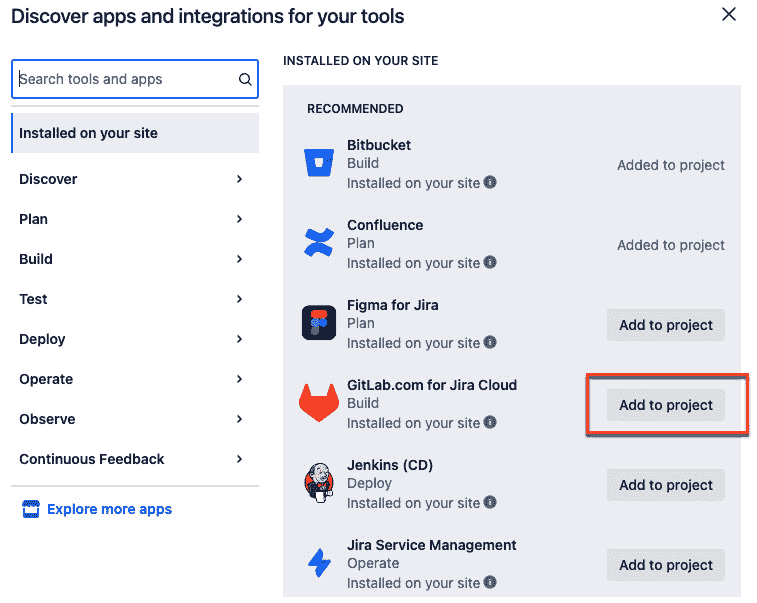 Discover apps and integrations for your tools
Search tools and apps
Installed on your site
Discover
Plan
Build
Test
Deploy
Operate
Observe
Continuous Feedback
Explore more apps
INSTALLED ON YOUR SITE
RECOMMENDED
Bitbucket
Build
Installed on your site
Added to project
Confluence
Plan
Installed on your site
Added to project
Figma for Jira
Plan
Installed on your site
Add to project
GitLab.com for Jira Cloud
Build
Installed on your site
Add to project
Jenkins (CD)
Deploy
Installed on your site
Add to project
Jira Service Management
Operate
Installed on your site
Add to project